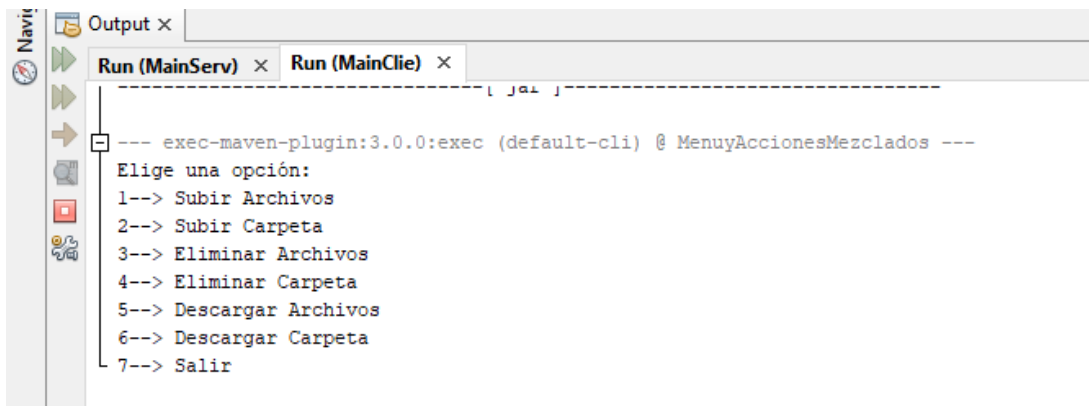 Navig
Output ×
Run (MainServ) × Run (MainClie) ×
--------------------------------[ jar ]---------------------------------
--- exec-maven-plugin:3.0.0:exec (default-cli) @ MenuyAccionesMezclados ---
Elige una opción:
1--> Subir Archivos
2--> Subir Carpeta
3--> Eliminar Archivos
4--> Eliminar Carpeta
5--> Descargar Archivos
6--> Descargar Carpeta
7--> Salir